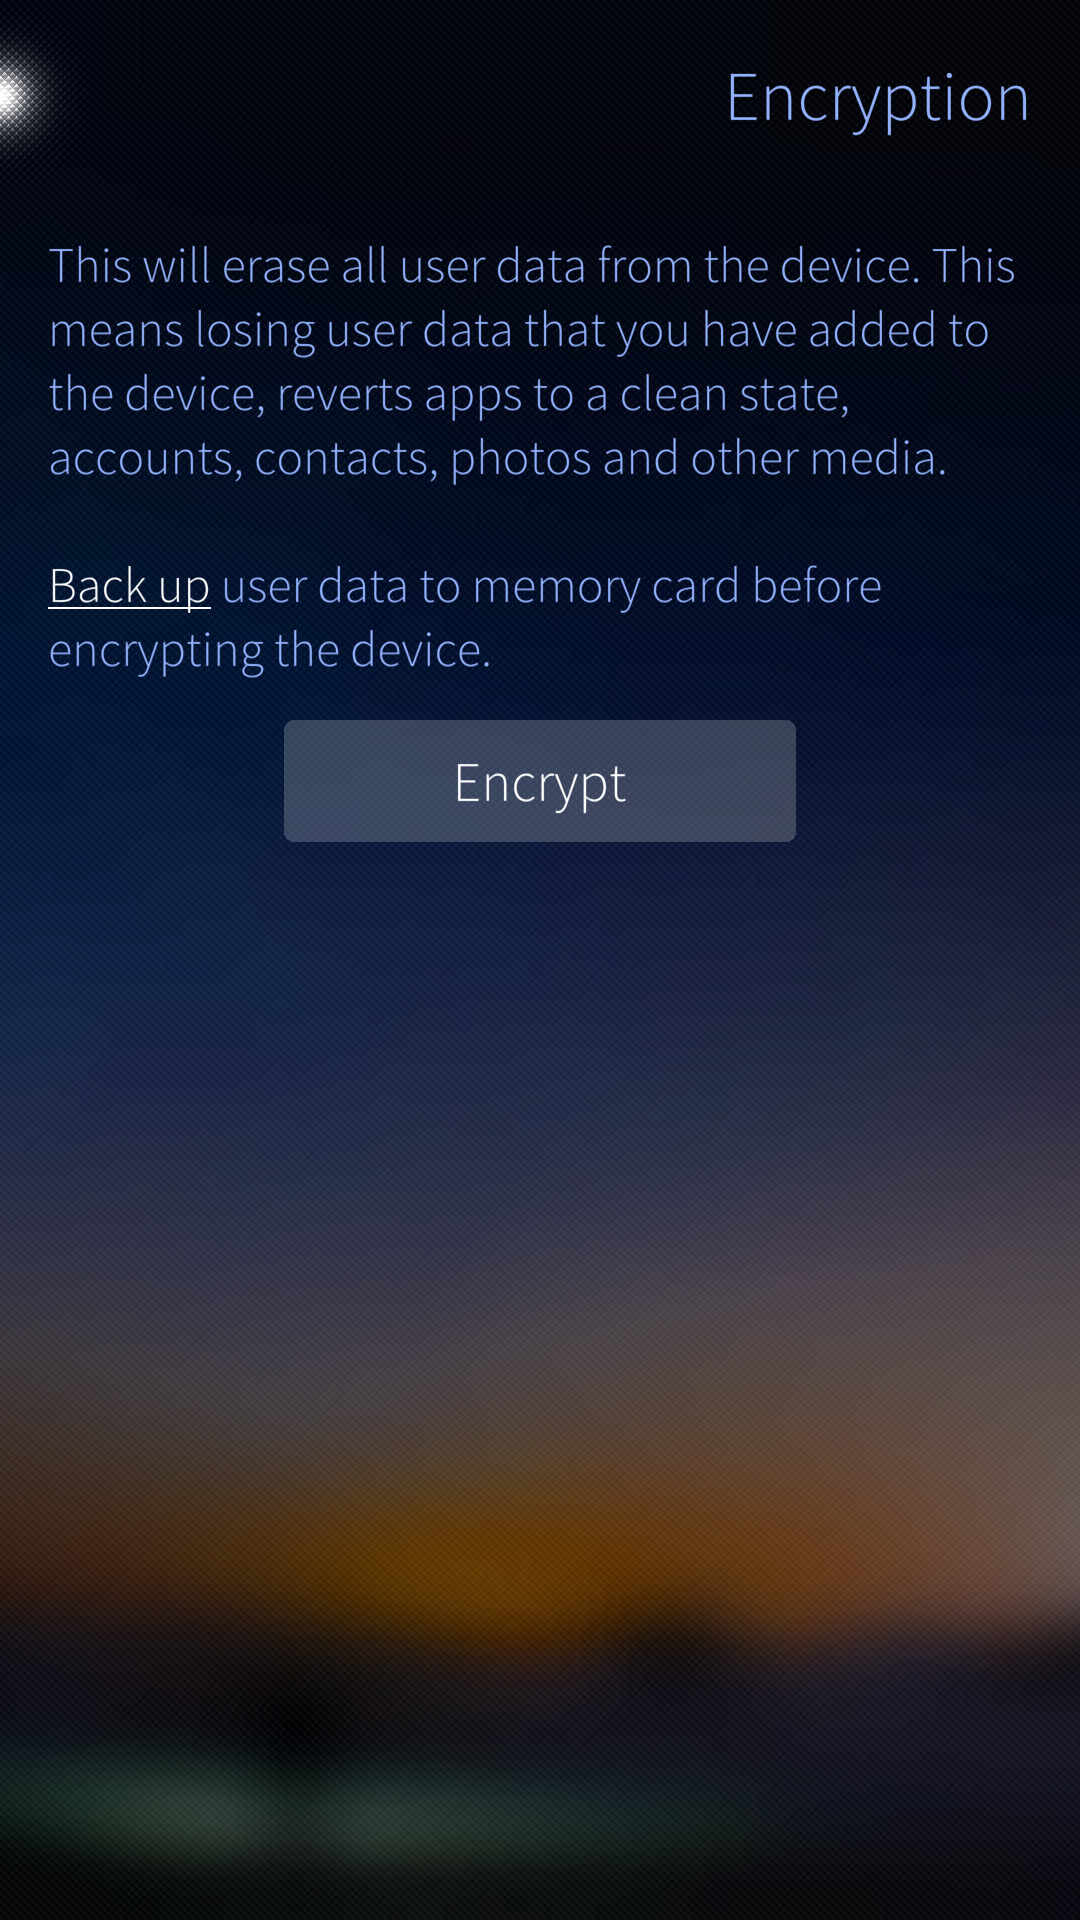 Encryption
This will erase all user data from the device. This
means losing user data that you have added to
the device, reverts apps to a clean state,
accounts, contacts, photos and other media.
Back up user data to memory card before
encrypting the device.
Encrypt